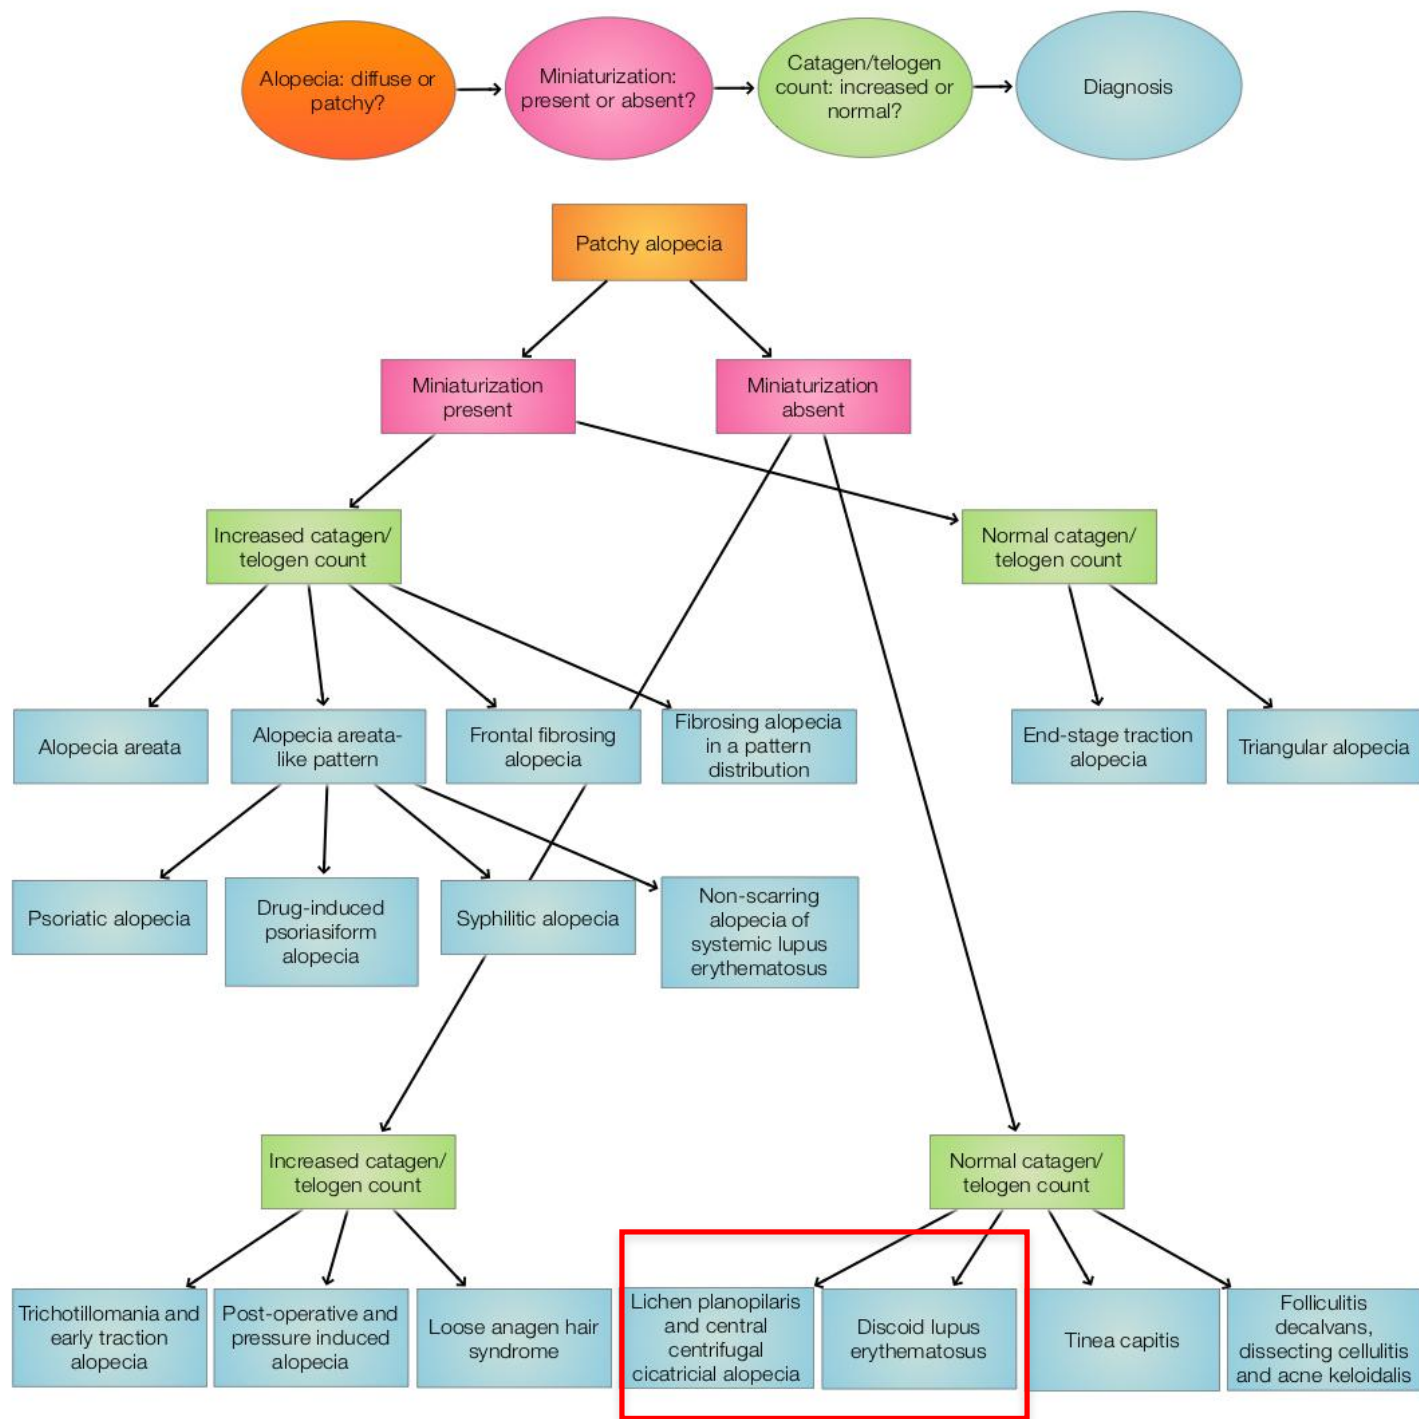 Alopecia: diffuse or
patchy?
Miniaturization:
present or absent?
Catagen/telogen
count: increased or
normal?
Diagnosis
Patchy alopecia
Miniaturization
present
Miniaturization
absent
Increased catagen/
telogen count
Normal catagen/
telogen count
Alopecia areata
Alopecia areata-
like pattern
Frontal fibrosing
alopecia
Fibrosing alopecia
in a pattern
distribution
End-stage traction
alopecia
Triangular alopecia
Psoriatic alopecia
Drug-induced
psoriasiform
alopecia
Syphilitic alopecia
Non-scarring
alopecia of
systemic lupus
erythematosus
Increased catagen/
telogen count
Normal catagen/
telogen count
Trichotillomania and
early traction
alopecia
Post-operative and
pressure induced
alopecia
Loose anagen hair
syndrome
Lichen planopilaris
and central
centrifugal
cicatricial alopecia
Discoid lupus
erythematosus
Tinea capitis
Folliculitis
decalvans,
dissecting cellulitis
and acne keloidalis